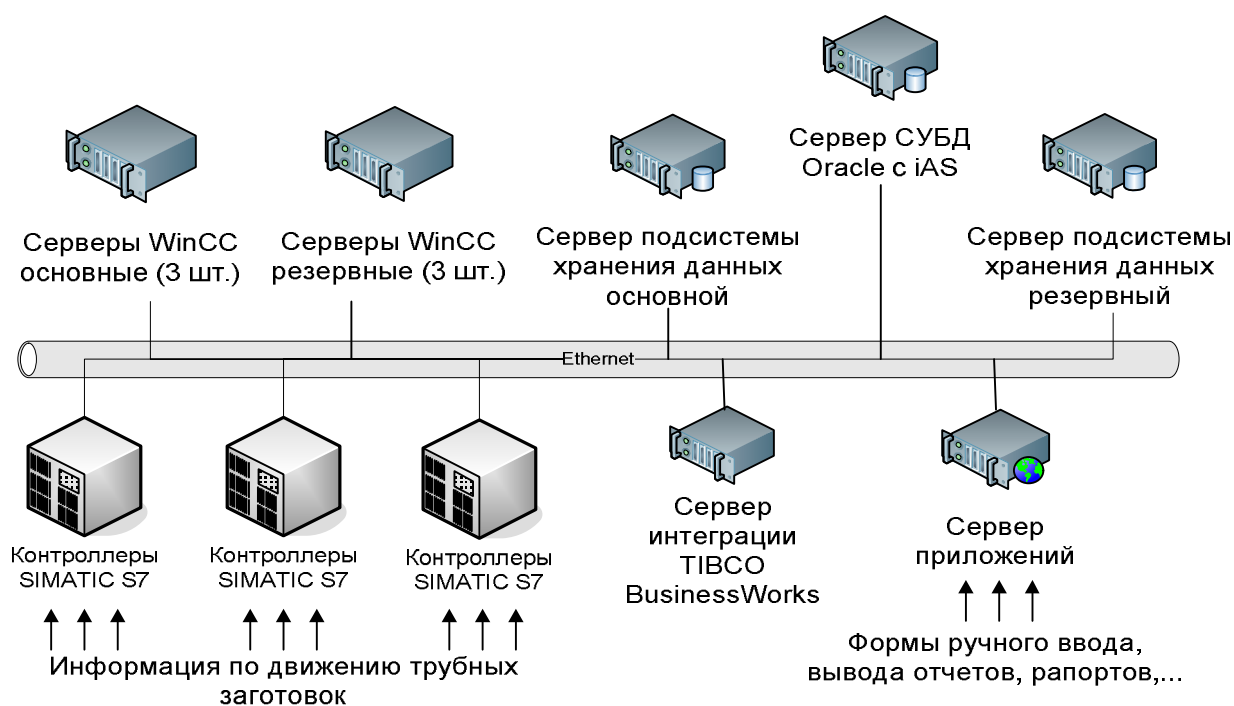 Сервер СУБД
Oracle с iAS
Серверы WinCC
основные (3 шт.)
Серверы WinCC
резервные (3 шт.)
Сервер подсистемы
хранения данных
основной
Сервер подсистемы
хранения данных
резервный
Ethernet
Контроллеры
SIMATIC S7
Контроллеры
SIMATIC S7
Контроллеры
SIMATIC S7
Сервер
интеграции
TIBCO
BusinessWorks
Сервер
приложений
Информация по движению трубных
заготовок
Формы ручного ввода,
вывода отчетов, рапортов,...